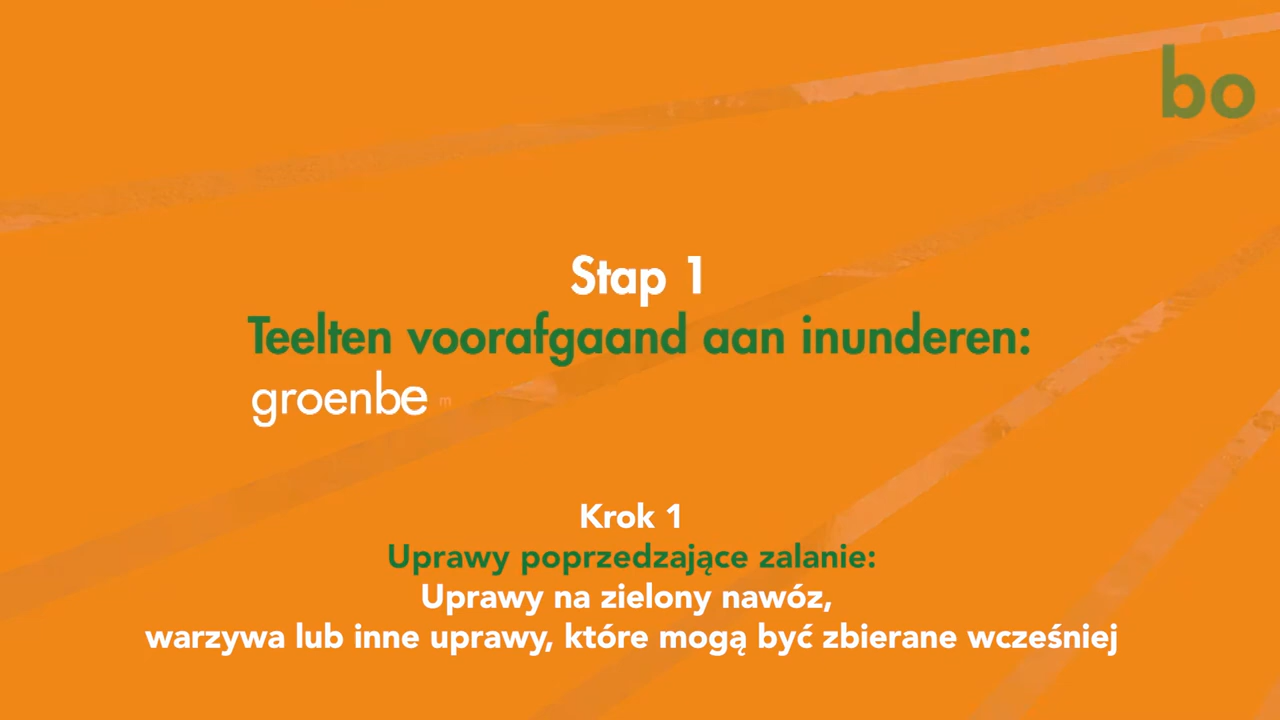 bo
Stap 1
Teelten voorafgaand aan inunderen:
groenbem
Krok 1
Uprawy poprzedzające zalanie:
Uprawy na zielony nawóz,
warzywa lub inne uprawy, które mogą być zbierane wcześniej